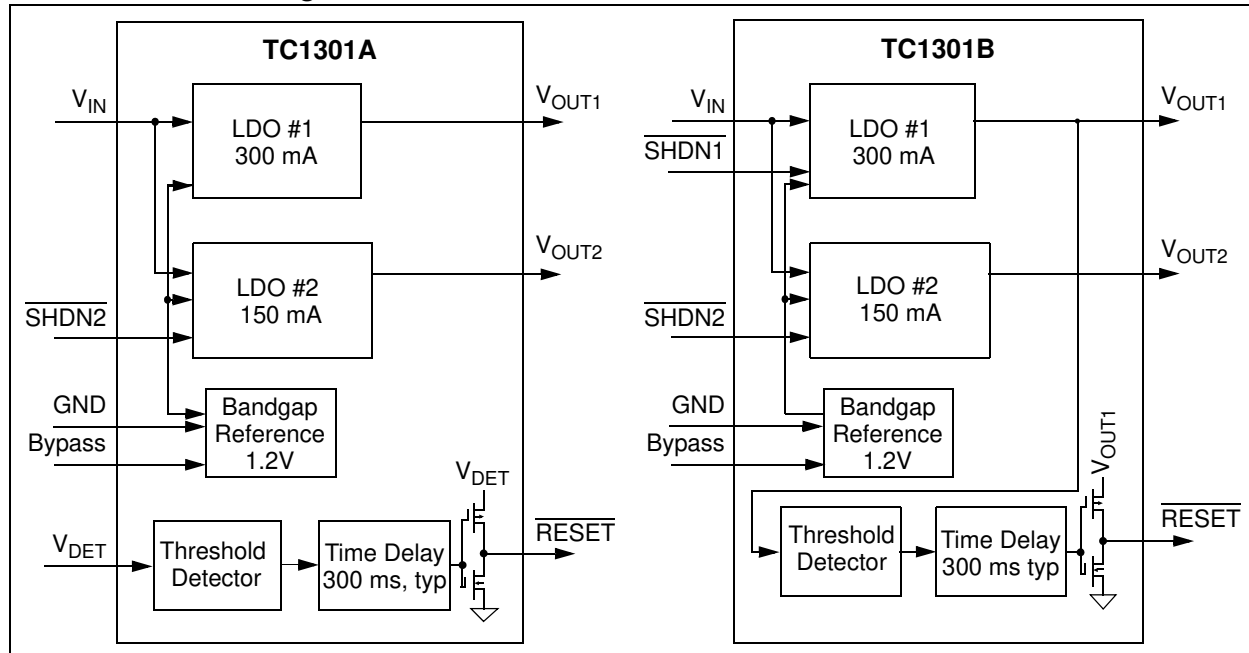 TC1301A
V_IN
LDO #1
300 mA
V_OUT1
LDO #2
150 mA
V_OUT2
SHDN2
GND
Bypass
Bandgap
Reference
1.2V
V_DET
Threshold
Detector
Time Delay
300 ms, typ
V_DET
RESET
TC1301B
V_IN
SHDN1
LDO #1
300 mA
V_OUT1
LDO #2
150 mA
V_OUT2
SHDN2
GND
Bypass
Bandgap
Reference
1.2V
Threshold
Detector
Time Delay
300 ms typ
V_OUT1
RESET